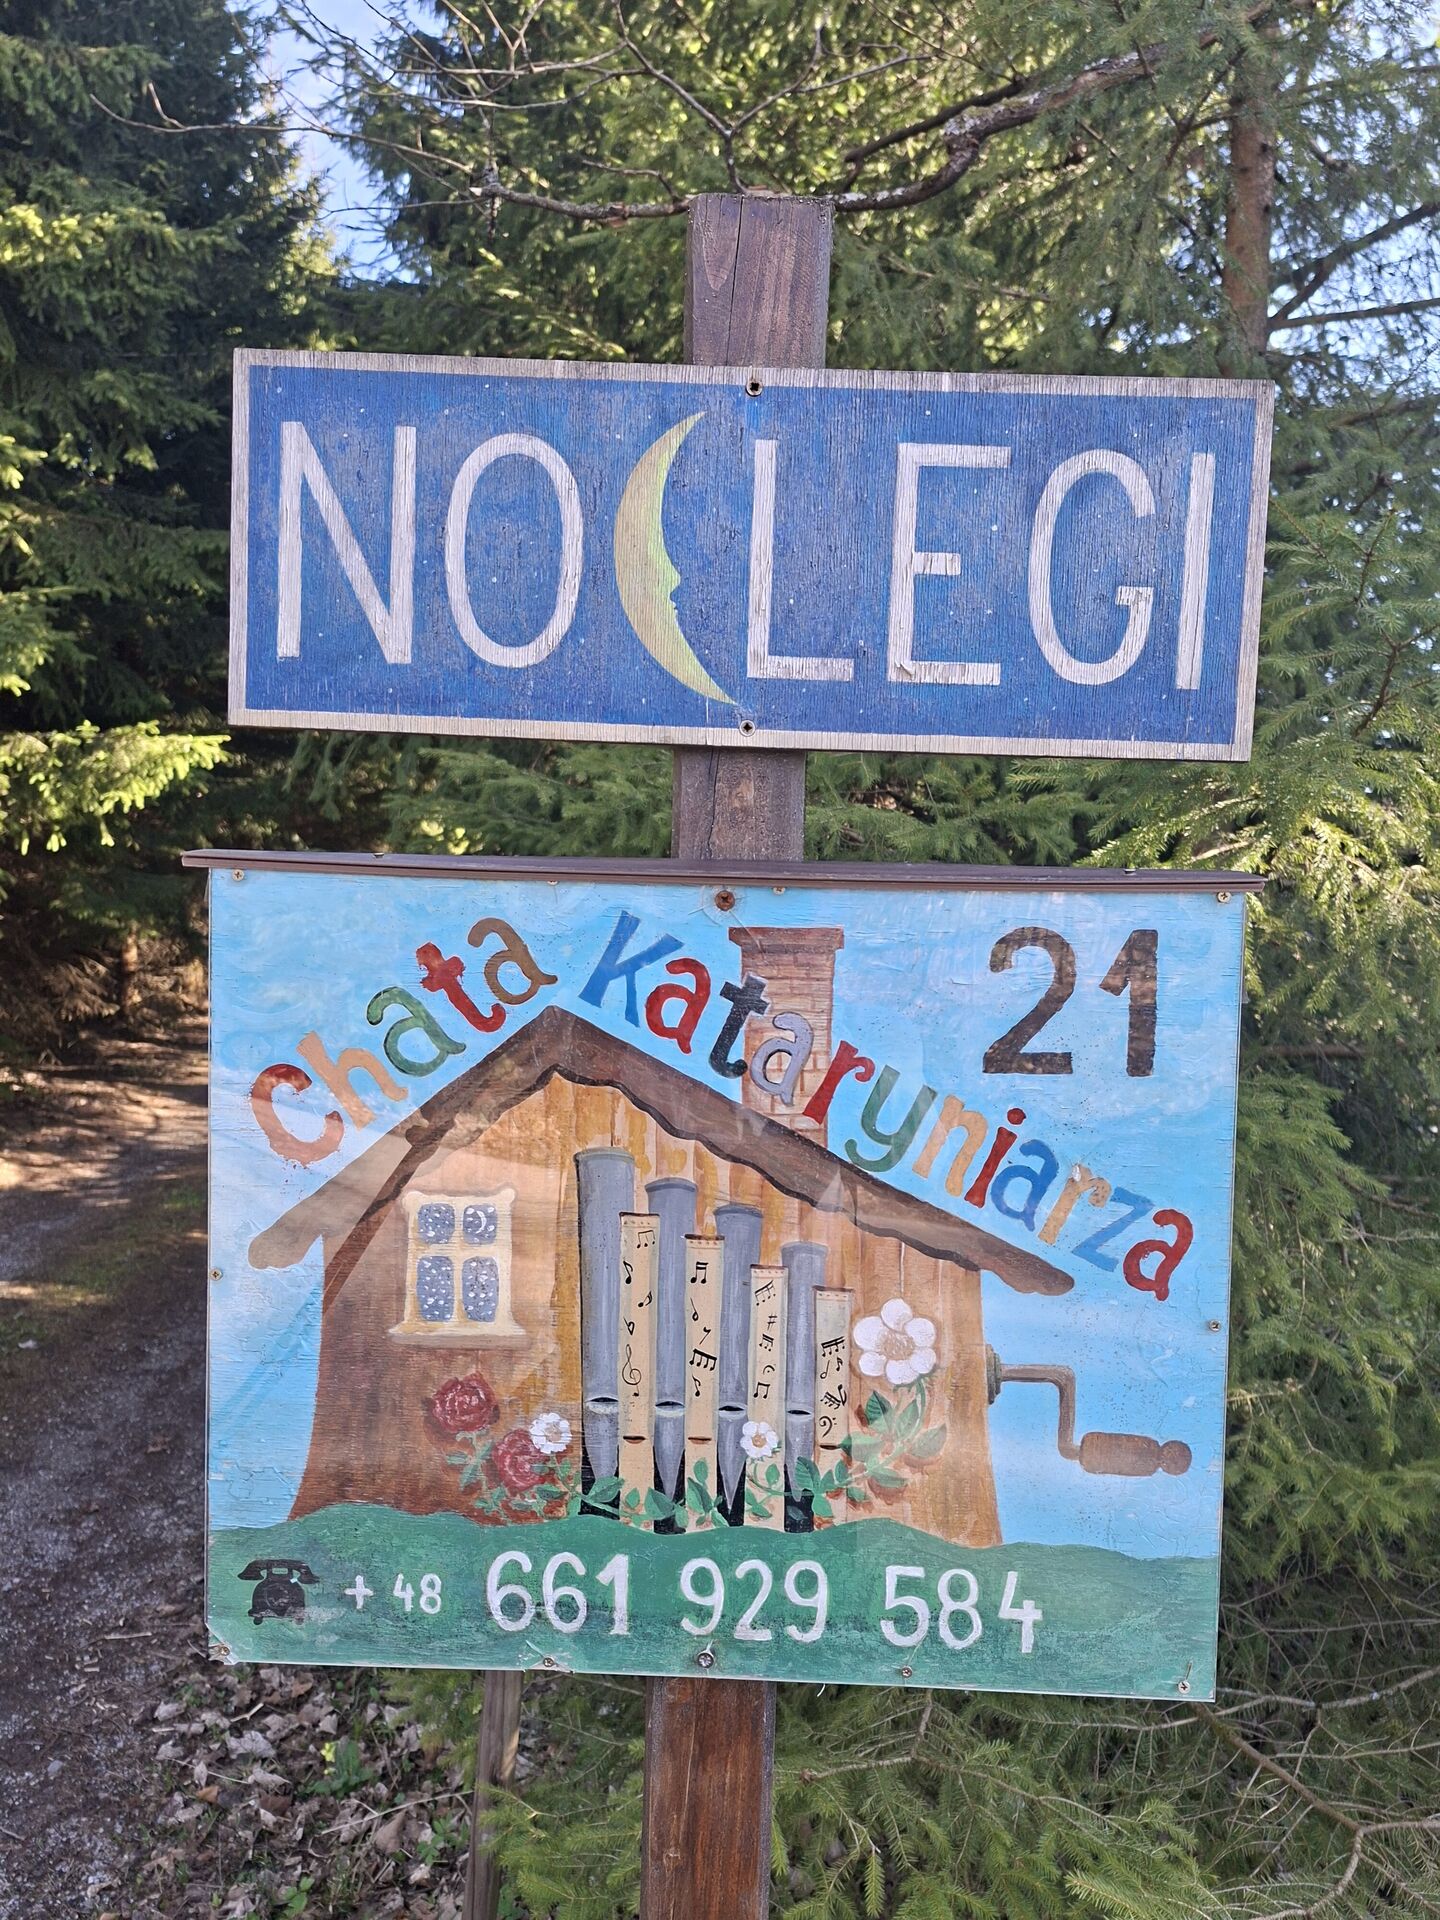 NOCLEGI
21
Chata Kataryniarza
+48 661 929 584